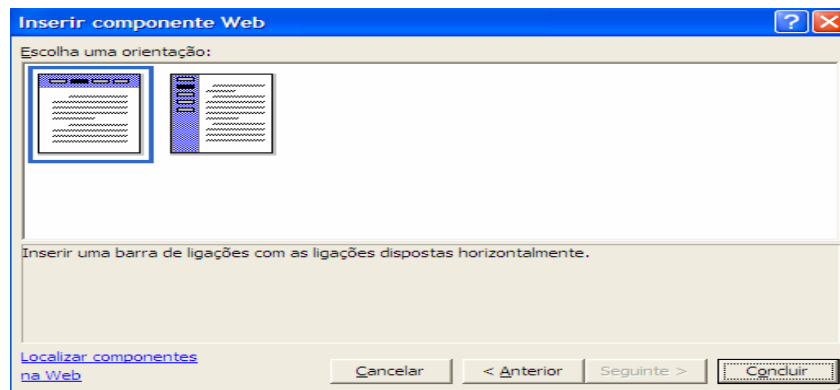 Inserir componente Web
Escolha uma orientação:
Inserir uma barra de ligações com as ligações dispostas horizontalmente.
Localizar componentes
na Web
Cancelar < Anterior Seguinte > Concluir